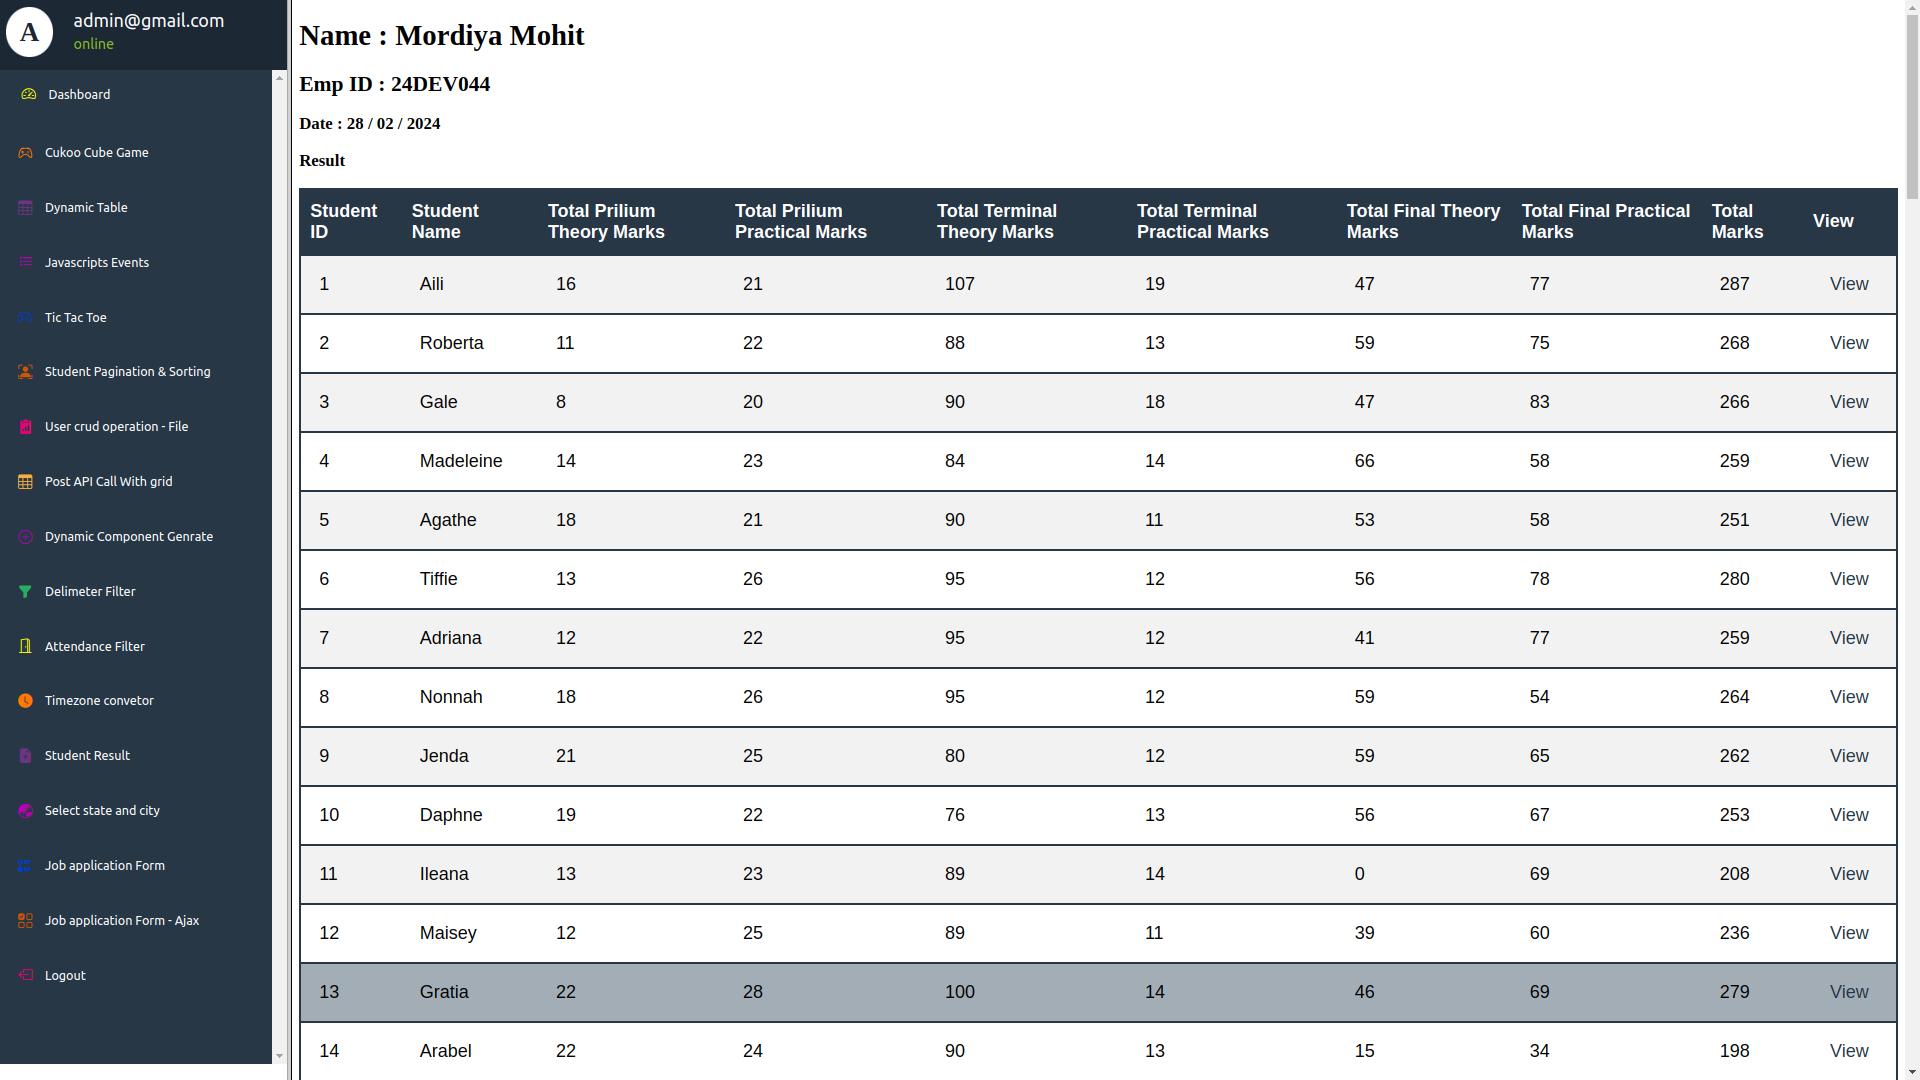 A
admin@gmail.com
online
Dashboard
Cukoo Cube Game
Dynamic Table
Javascripts Events
Tic Tac Toe
Student Pagination & Sorting
User crud operation - File
Post API Call With grid
Dynamic Component Genrate
Delimeter Filter
Attendance Filter
Timezone convetor
Student Result
Select state and city
Job application Form
Job application Form - Ajax
Logout
Name : Mordiya Mohit
Emp ID : 24DEV044
Date : 28 / 02 / 2024
Result
Student ID Student Name Total Prilium Theory Marks Total Prilium Practical Marks Total Terminal Theory Marks Total Terminal Practical Marks Total Final Theory Marks Total Final Practical Marks Total Marks View
1 Aili 16 21 107 19 47 77 287 View
2 Roberta 11 22 88 13 59 75 268 View
3 Gale 8 20 90 18 47 83 266 View
4 Madeleine 14 23 84 14 66 58 259 View
5 Agathe 18 21 90 11 53 58 251 View
6 Tiffie 13 26 95 12 56 78 280 View
7 Adriana 12 22 95 12 41 77 259 View
8 Nonnah 18 26 95 12 59 54 264 View
9 Jenda 21 25 80 12 59 65 262 View
10 Daphne 19 22 76 13 56 67 253 View
11 Ileana 13 23 89 14 0 69 208 View
12 Maisey 12 25 89 11 39 60 236 View
13 Gratia 22 28 100 14 46 69 279 View
14 Arabel 22 24 90 13 15 34 198 View